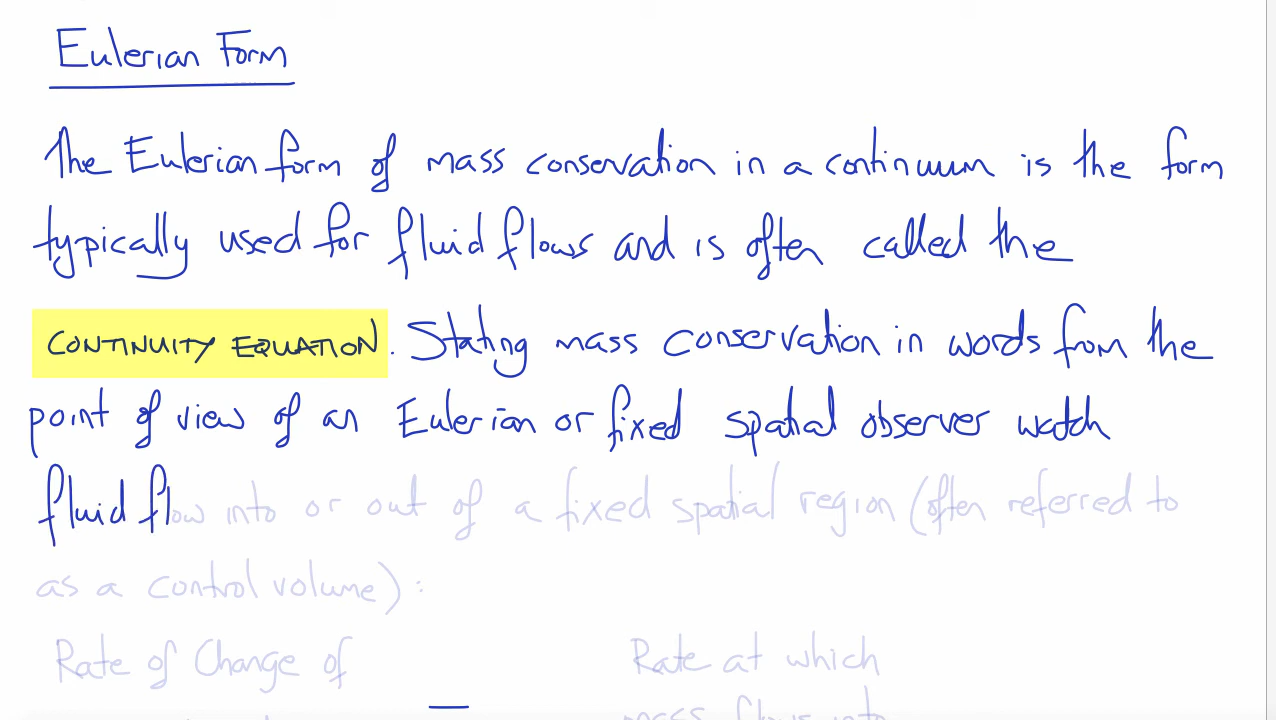 Eulerian Form
The Eulerian form of mass conservation in a continuum is the form
typically used for fluid flows and is often called the
CONTINUITY EQUATION. Stating mass conservation in words from the
point of view of an Eulerian or fixed spatial observer watch
fluid flow into or out of a fixed spatial region (often referred to
as a control volume):
Rate of Change of Rate at which
mass flows into